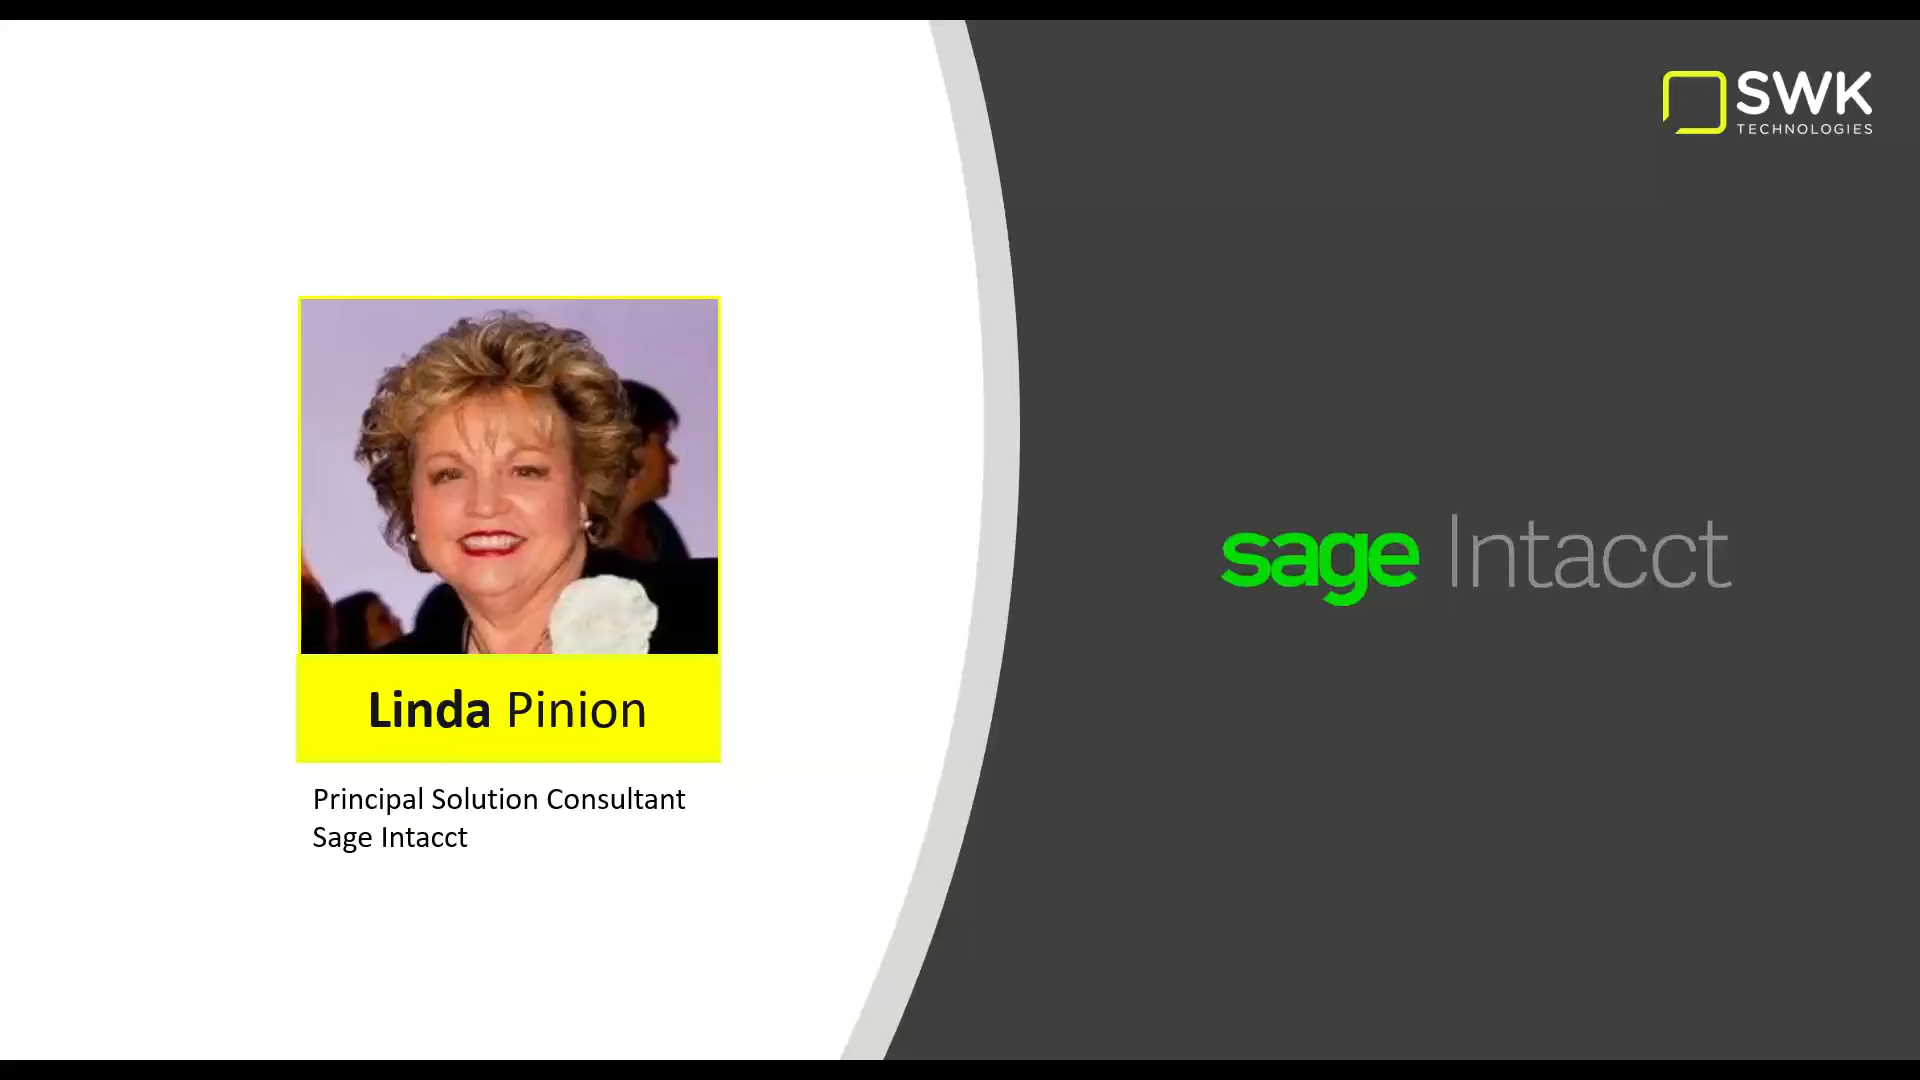 SWK
TECHNOLOGIES
sage Intacct
Linda Pinion
Principal Solution Consultant
Sage Intacct